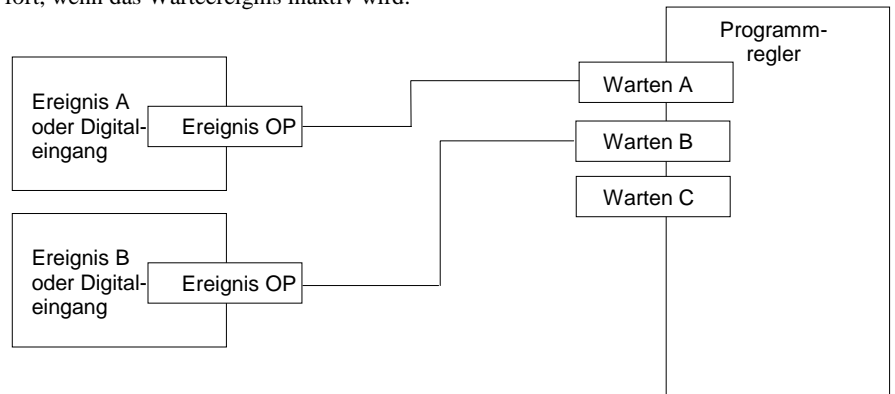 fort, wenn das Warteereignis inaktiv wird.
Programm-
regler
Warten A
Ereignis A
oder Digital-
eingang
Ereignis OP
Warten B
Warten C
Ereignis B
oder Digital-
eingang
Ereignis OP